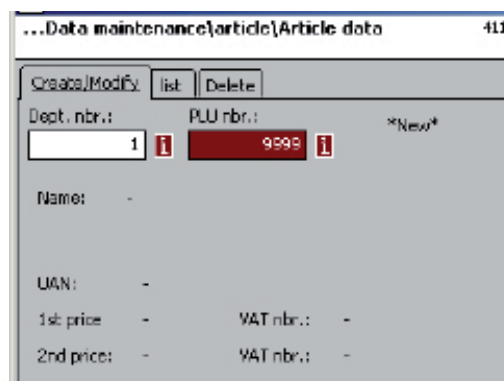 ...Data maintenance\article\Article data 411
Create/Modify list Delete
Dept. nbr.: PLU nbr.: *New*
1 i 9999 i
Name: -
UAN: -
1st price - VAT nbr.: -
2nd price: - VAT nbr.: -